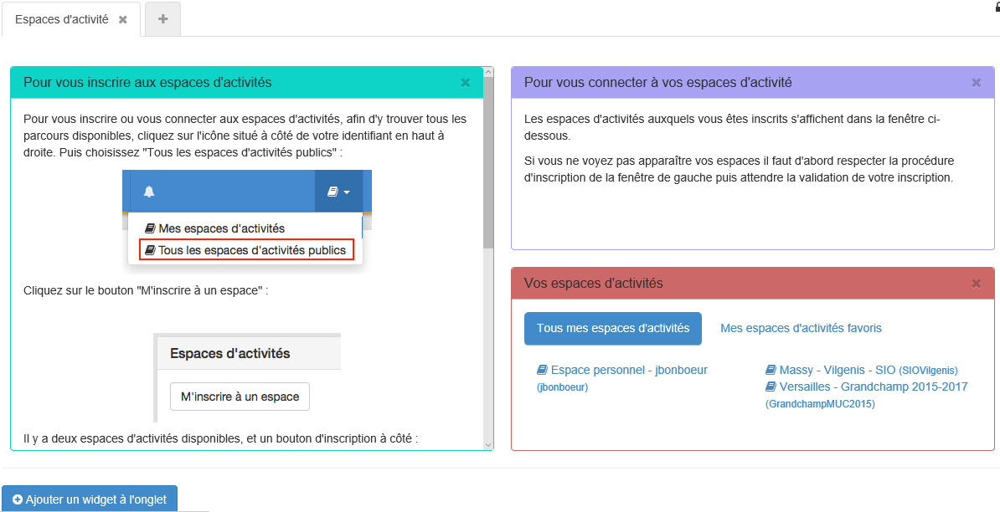 Espaces d'activité
Pour vous inscrire aux espaces d'activités
Pour vous inscrire ou vous connecter aux espaces d'activités, afin d'y trouver tous les
parcours disponibles, cliquez sur l'icône situé à côté de votre identifiant en haut à
droite. Puis choisissez "Tous les espaces d'activités publics" :
Mes espaces d'activités
Tous les espaces d'activités publics
Cliquez sur le bouton "M'inscrire à un espace" :
Espaces d'activités
M'inscrire à un espace
Il y a deux espaces d'activités disponibles, et un bouton d'inscription à côté :
Pour vous connecter à vos espaces d'activité
Les espaces d'activités auxquels vous êtes inscrits s'affichent dans la fenêtre ci-
dessous.
Si vous ne voyez pas apparaître vos espaces il faut d'abord respecter la procédure
d'inscription de la fenêtre de gauche puis attendre la validation de votre inscription.
Vos espaces d'activités
Tous mes espaces d'activités
Mes espaces d'activités favoris
Espace personnel - jbonboeur
(jbonboeur)
Massy - Vilgenis - SIO (SIOVilgenis)
Versailles - Grandchamp 2015-2017
(GrandchampMUC2015)
Ajouter un widget à l'onglet